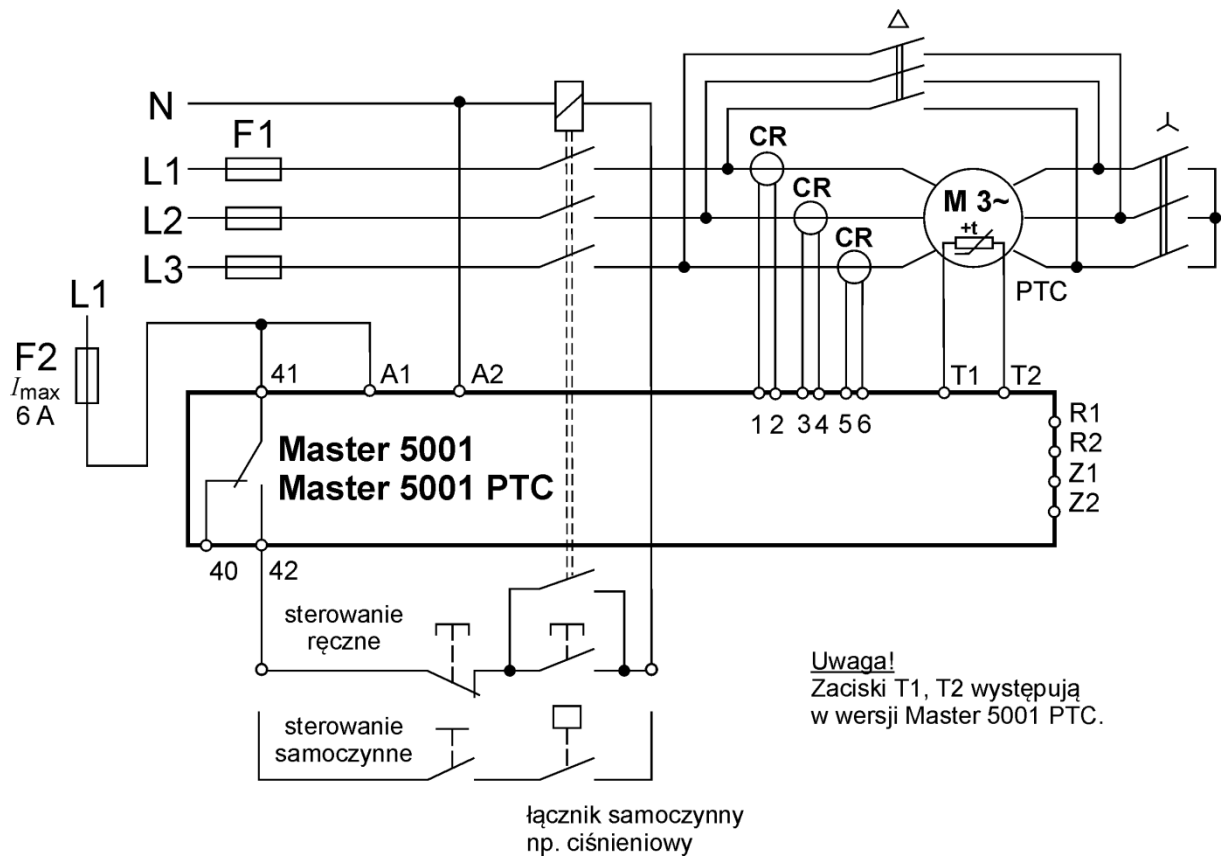 N
F1
L1
L2
L3
CR
CR
CR
M 3~
+t
PTC
L1
F2
Imax
6 A
41
A1
A2
1 2 3 4 5 6
T1
T2
R1
R2
Z1
Z2
Master 5001
Master 5001 PTC
40
42
sterowanie
ręczne
sterowanie
samoczynne
łącznik samoczynny
np. ciśnieniowy
Uwaga!
Zaciski T1, T2 występują
w wersji Master 5001 PTC.